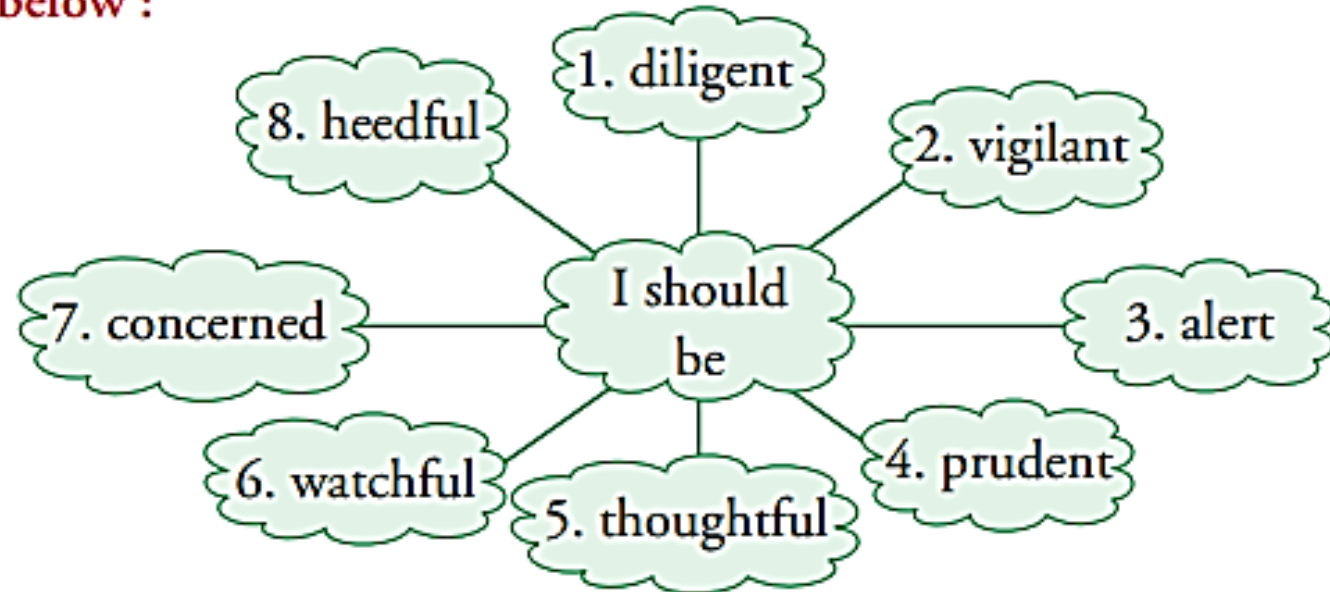 below :
1. diligent
2. vigilant
3. alert
4. prudent
5. thoughtful
6. watchful
7. concerned
8. heedful
I should
be